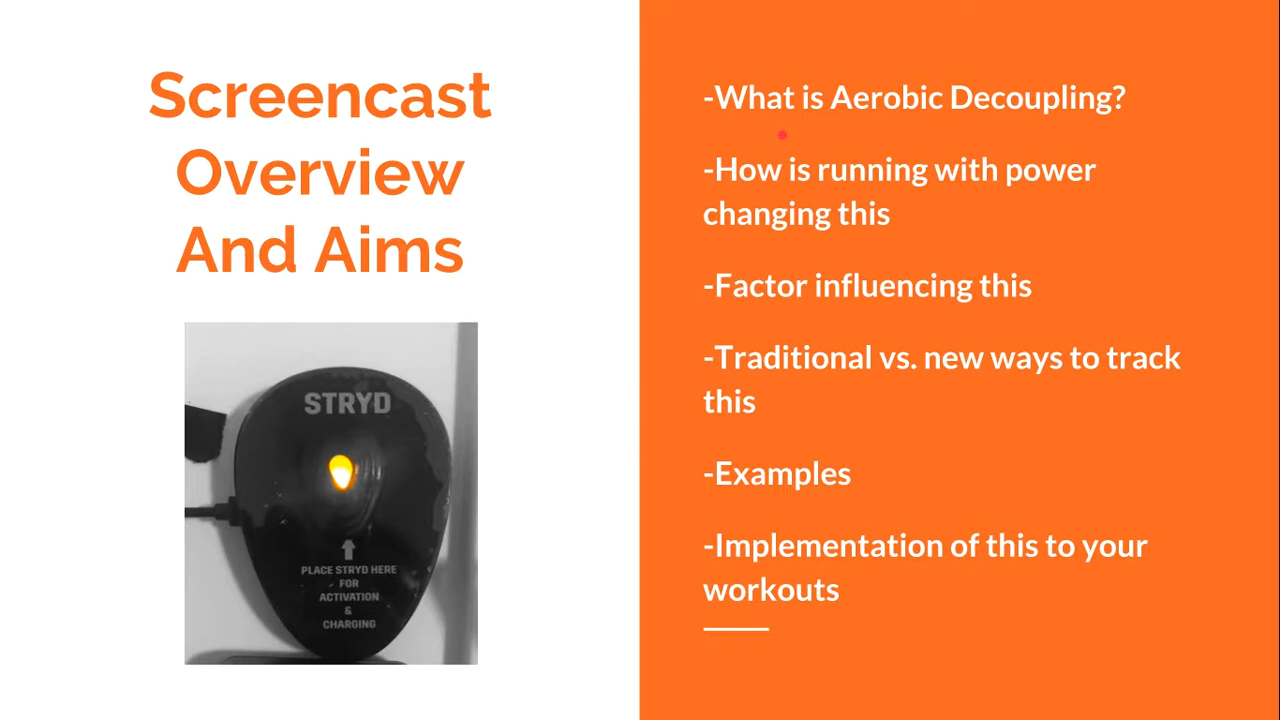 Screencast
Overview
And Aims
STRYD
PLACE STRYD HERE
FOR
ACTIVATION
&
CHARGING
-What is Aerobic Decoupling?
-How is running with power
changing this
-Factor influencing this
-Traditional vs. new ways to track
this
-Examples
-Implementation of this to your
workouts